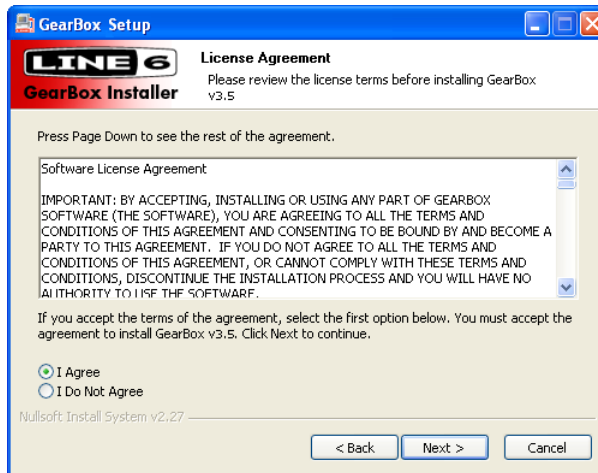 GearBox Setup
LINE 6
GearBox Installer
License Agreement
Please review the license terms before installing GearBox
v3.5
Press Page Down to see the rest of the agreement.
Software License Agreement
IMPORTANT: BY ACCEPTING, INSTALLING OR USING ANY PART OF GEARBOX
SOFTWARE (THE SOFTWARE), YOU ARE AGREEING TO ALL THE TERMS AND
CONDITIONS OF THIS AGREEMENT AND CONSENTING TO BE BOUND BY AND BECOME A
PARTY TO THIS AGREEMENT. IF YOU DO NOT AGREE TO ALL THE TERMS AND
CONDITIONS OF THIS AGREEMENT, OR CANNOT COMPLY WITH THESE TERMS AND
CONDITIONS, DISCONTINUE THE INSTALLATION PROCESS AND YOU WILL HAVE NO
AUTHORITY TO USE THE SOFTWARE.
If you accept the terms of the agreement, select the first option below. You must accept the
agreement to install GearBox v3.5. Click Next to continue.
I Agree
I Do Not Agree
Nullsoft Install System v2.27
< Back
Next >
Cancel